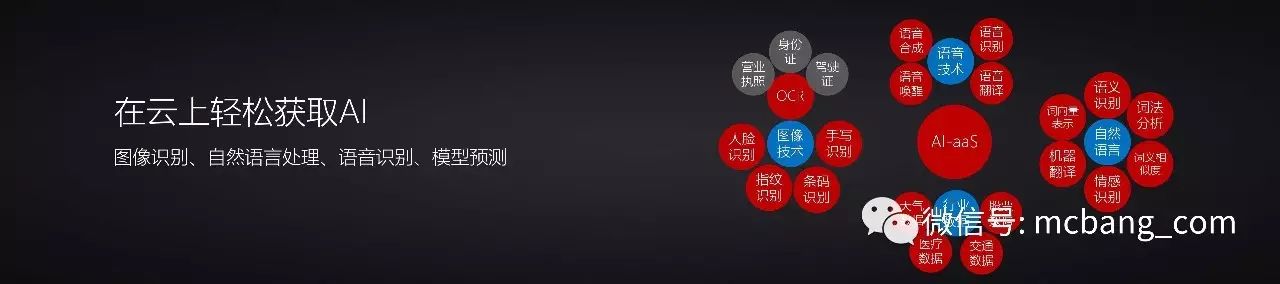 在云上轻松获取AI
图像识别、自然语言处理、语音识别、模型预测
身份
证
营业
执照
驾驶
证
OCR
人脸
识别
图像
技术
手写
识别
指纹
识别
条码
识别
语音
合成
语音
识别
语音
技术
语音
唤醒
语音
翻译
AI-aaS
语义
识别
词向量
表示
词法
分析
自然
语言
机器
翻译
词义相
似度
情感
识别
大气
行业
医疗
数据
交通
数据
微信号: mcbang_com